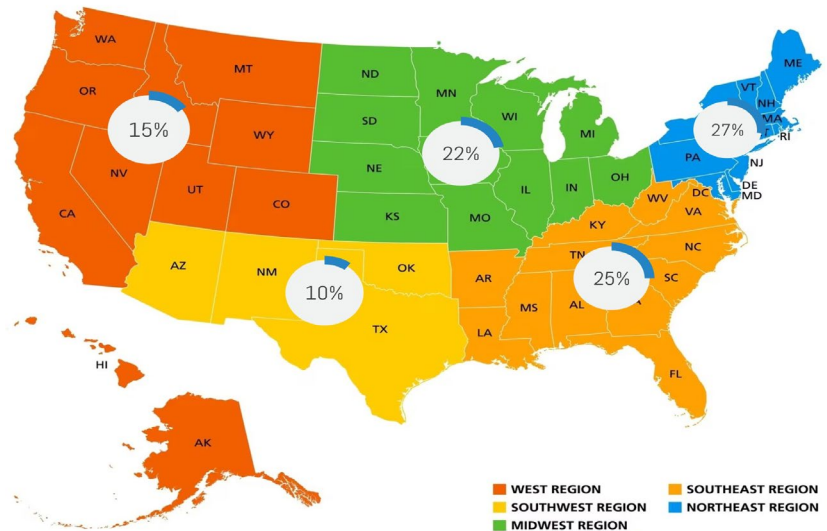 WA
MT
ND
MN
ME
VT
NH
MA
RI
OR
SD
WI
MI
15%
22%
27%
WY
NE
PA
NJ
NV
UT
CO
IL
IN
OH
DE
MD
DC
WV
VA
CA
KS
MO
KY
NC
AZ
NM
OK
AR
TN
SC
10%
25%
TX
MS
AL
LA
FL
HI
AK
WEST REGION
SOUTHWEST REGION
MIDWEST REGION
SOUTHEAST REGION
NORTHEAST REGION